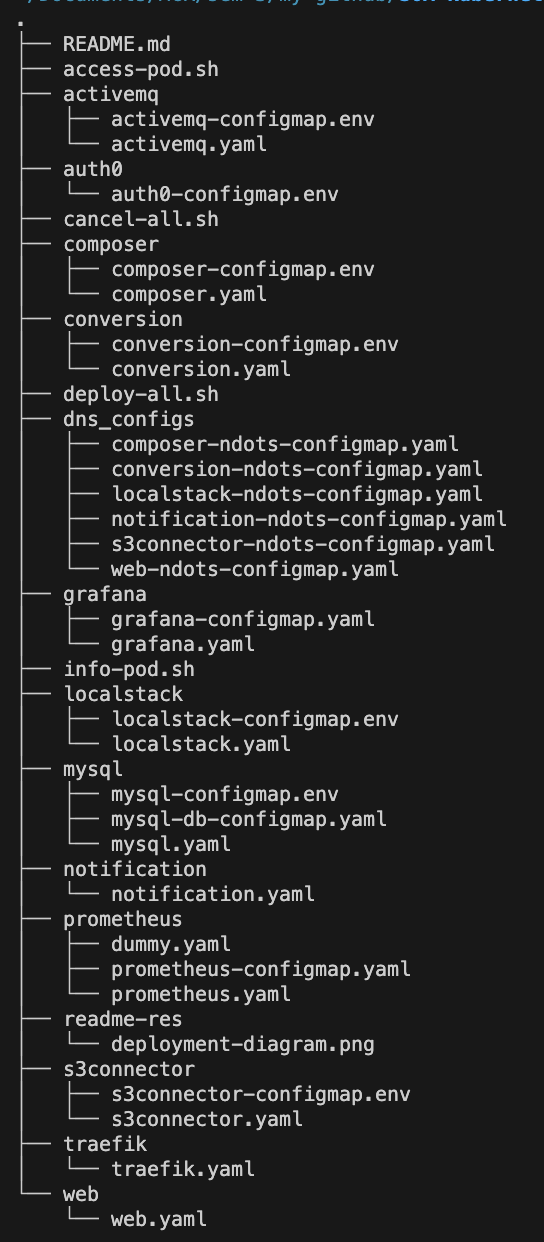 .
├── README.md
├── access-pod.sh
├── activemq
│   ├── activemq-configmap.env
│   └── activemq.yaml
├── auth0
│   └── auth0-configmap.env
├── cancel-all.sh
├── composer
│   ├── composer-configmap.env
│   └── composer.yaml
├── conversion
│   ├── conversion-configmap.env
│   └── conversion.yaml
├── deploy-all.sh
├── dns_configs
│   ├── composer-ndots-configmap.yaml
│   ├── conversion-ndots-configmap.yaml
│   ├── localstack-ndots-configmap.yaml
│   ├── notification-ndots-configmap.yaml
│   ├── s3connector-ndots-configmap.yaml
│   └── web-ndots-configmap.yaml
├── grafana
│   ├── grafana-configmap.yaml
│   └── grafana.yaml
├── info-pod.sh
├── localstack
│   ├── localstack-configmap.env
│   └── localstack.yaml
├── mysql
│   ├── mysql-configmap.env
│   ├── mysql-db-configmap.yaml
│   └── mysql.yaml
├── notification
│   └── notification.yaml
├── prometheus
│   ├── dummy.yaml
│   ├── prometheus-configmap.yaml
│   └── prometheus.yaml
├── readme-res
│   └── deployment-diagram.png
├── s3connector
│   ├── s3connector-configmap.env
│   └── s3connector.yaml
├── traefik
│   └── traefik.yaml
└── web
    └── web.yaml